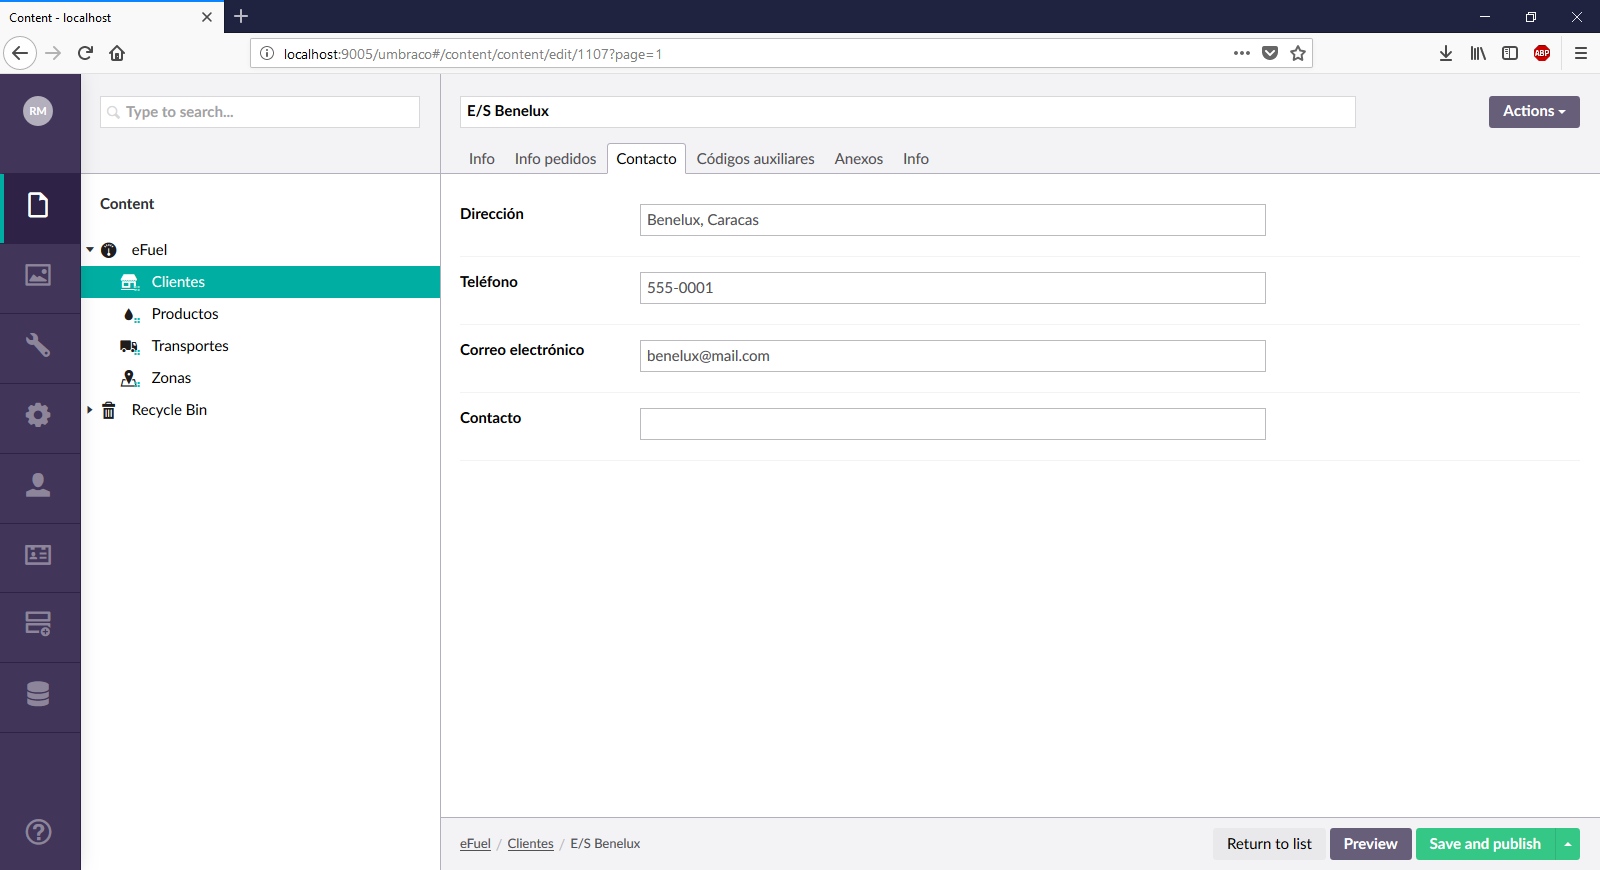 Content - localhost
localhost:9005/umbraco#/content/content/edit/1107?page=1
ABP
RM
Type to search...
E/S Benelux
Actions
Info
Info pedidos
Contacto
Códigos auxiliares
Anexos
Info
Content
eFuel
Clientes
Productos
Transportes
Zonas
Recycle Bin
Dirección
Benelux, Caracas
Teléfono
555-0001
Correo electrónico
benelux@mail.com
Contacto
eFuel / Clientes / E/S Benelux
Return to list
Preview
Save and publish